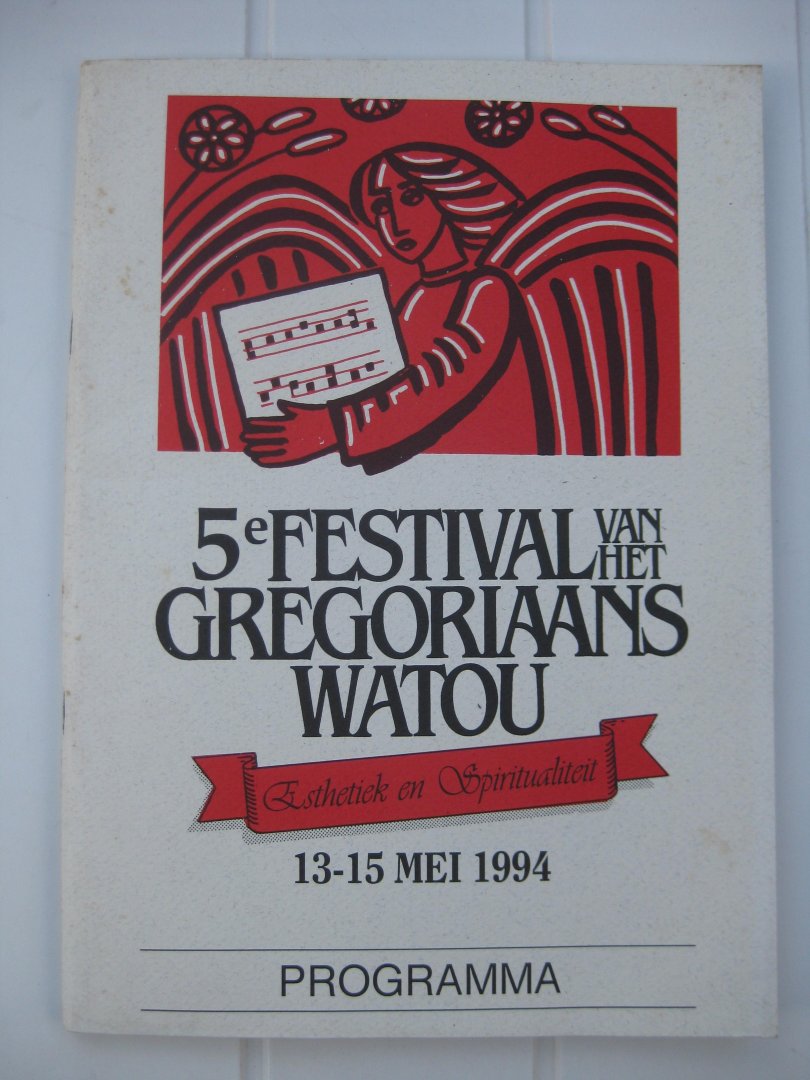 5e FESTIVAL VAN HET
GREGORIAANS
WATOU
Esthetiek en Spiritualiteit
13-15 MEI 1994
PROGRAMMA